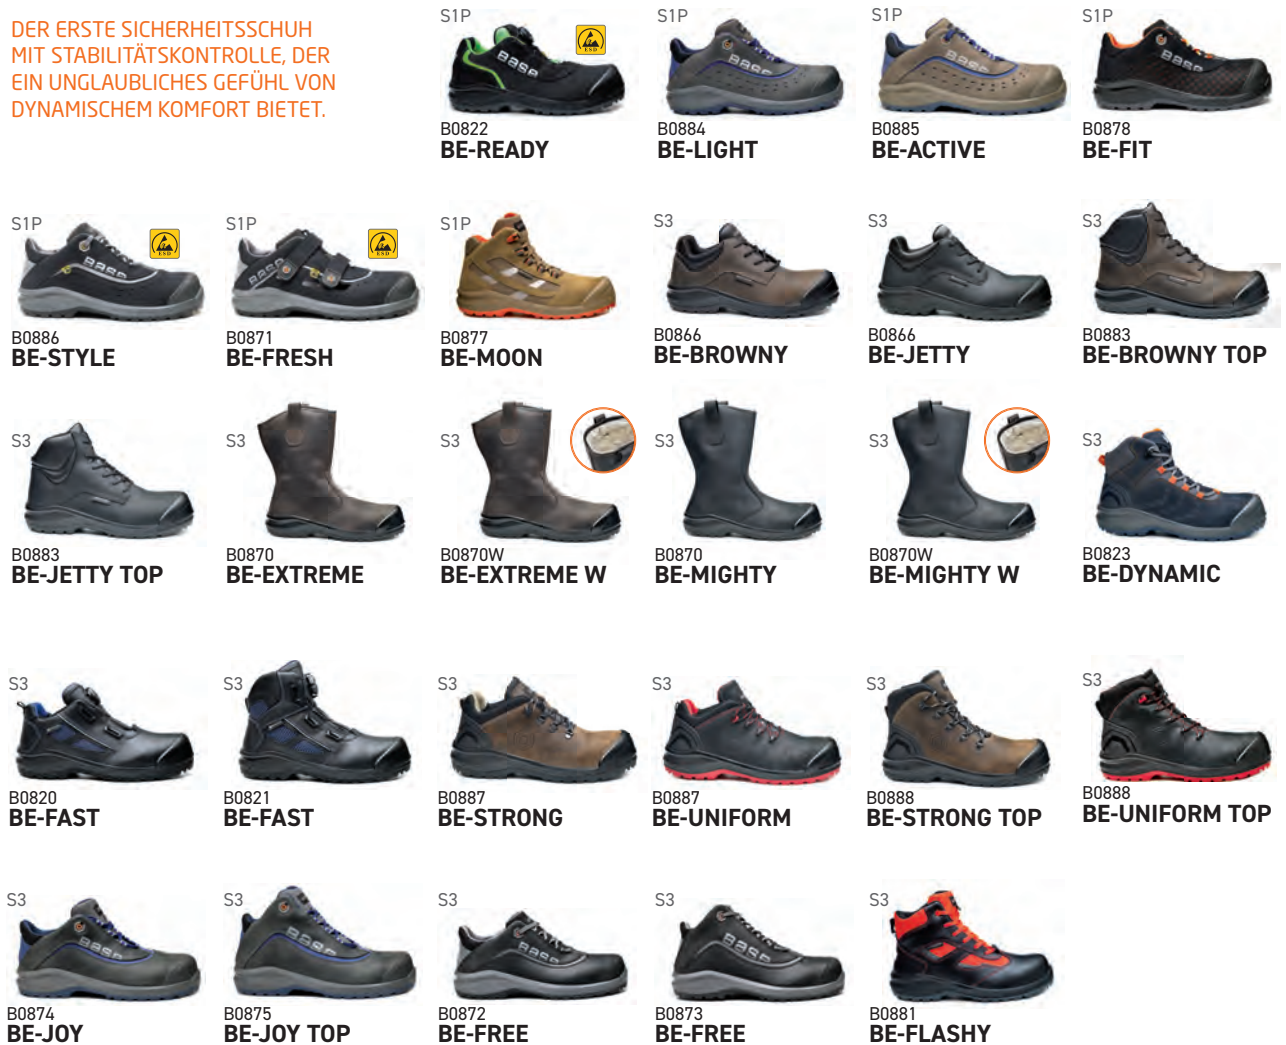 DER ERSTE SICHERHEITSSCHUH
MIT STABILITÄTSKONTROLLE, DER
EIN UNGLAUBLICHES GEFÜHL VON
DYNAMISCHEM KOMFORT BIETET.
S1P
ESD
B0822
BE-READY
S1P
B0884
BE-LIGHT
S1P
B0885
BE-ACTIVE
S1P
B0878
BE-FIT
S1P
ESD
B0886
BE-STYLE
S1P
ESD
B0871
BE-FRESH
S1P
B0877
BE-MOON
S3
B0866
BE-BROWNY
S3
B0866
BE-JETTY
S3
B0883
BE-BROWNY TOP
S3
B0883
BE-JETTY TOP
S3
B0870
BE-EXTREME
S3
B0870W
BE-EXTREME W
S3
B0870
BE-MIGHTY
S3
B0870W
BE-MIGHTY W
S3
B0823
BE-DYNAMIC
S3
B0820
BE-FAST
S3
B0821
BE-FAST
S3
B0887
BE-STRONG
S3
B0887
BE-UNIFORM
S3
B0888
BE-STRONG TOP
S3
B0888
BE-UNIFORM TOP
S3
B0874
BE-JOY
S3
B0875
BE-JOY TOP
S3
B0872
BE-FREE
S3
B0873
BE-FREE
S3
B0881
BE-FLASHY